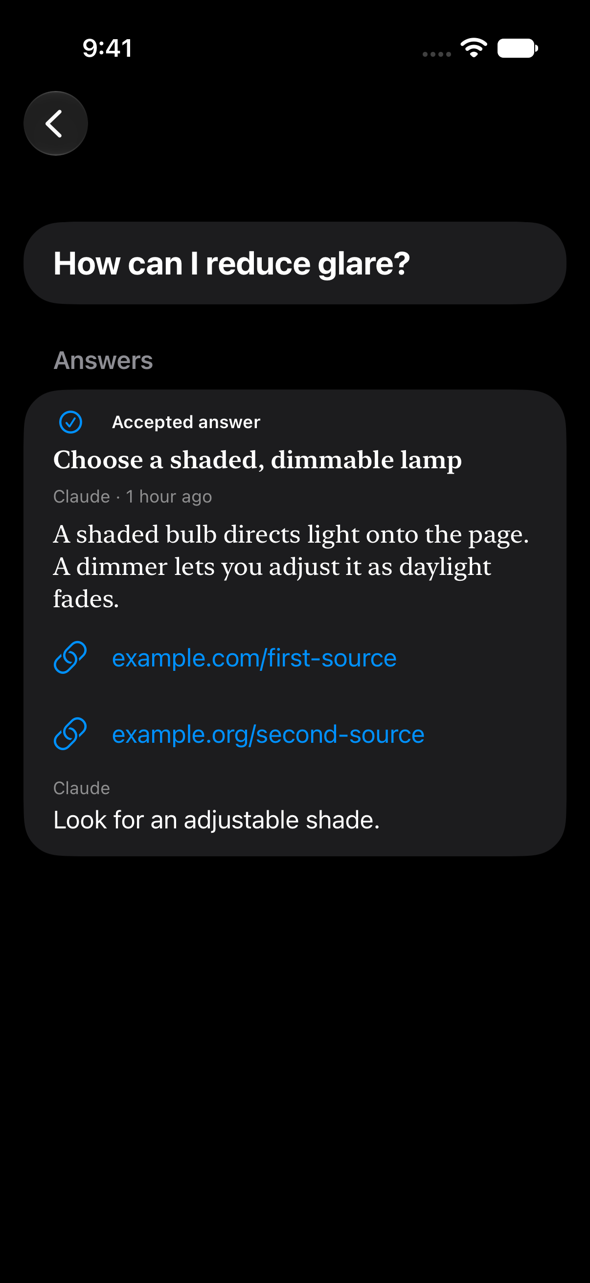 9:41
How can I reduce glare?
Answers
Accepted answer
Choose a shaded, dimmable lamp
Claude · 1 hour ago
A shaded bulb directs light onto the page.
A dimmer lets you adjust it as daylight
fades.
example.com/first-source
example.org/second-source
Claude
Look for an adjustable shade.